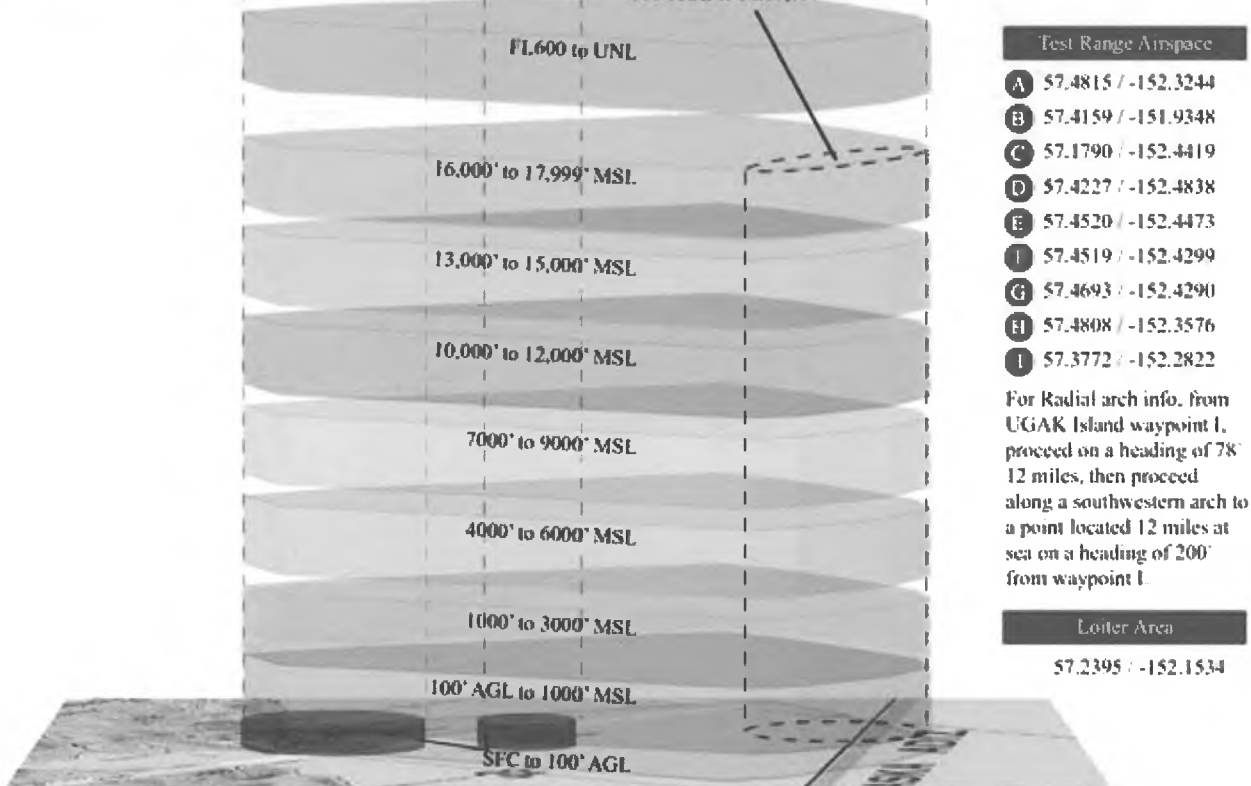 FL600 to UNL
16,000' to 17,999' MSL
13,000' to 15,000' MSL
10,000' to 12,000' MSL
7000' to 9000' MSL
4000' to 6000' MSL
1000' to 3000' MSL
100' AGL to 1000' MSL
SFC to 100' AGL
Test Range Airspace
A 57.4815 / -152.3244
B 57.4159 / -151.9348
C 57.1790 / -152.4419
D 57.4227 / -152.4838
E 57.4520 / -152.4473
57.4519 / -152.4299
G 57.4693 / -152.4290
H 57.4808 / -152.3576
I 57.3772 / -152.2822
For Radial arch info, from
UGAK Island waypoint I,
proceed on a heading of 78°
12 miles, then proceed
along a southwestern arch to
a point located 12 miles at
sea on a heading of 200°
from waypoint I.
Loiter Area
57.2395 / -152.1534